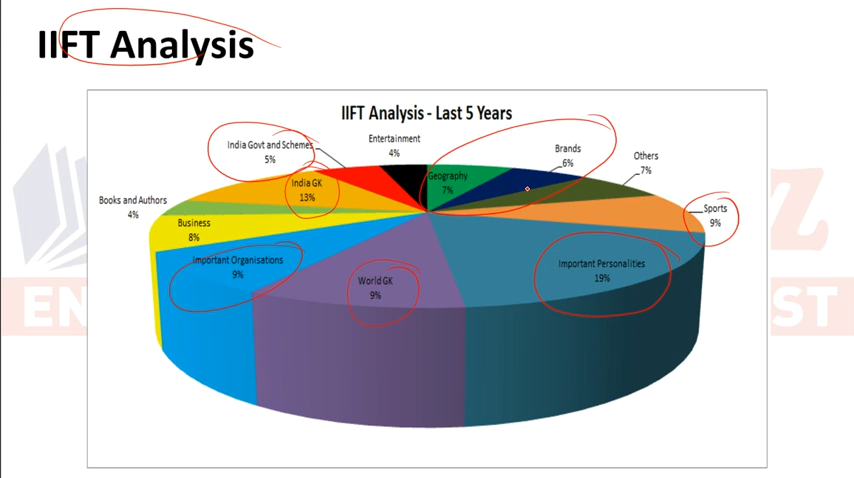 IIFT Analysis
IIFT Analysis - Last 5 Years
India Govt and Schemes
5%
Entertainment
4%
Geography
7%
Brands
6%
Others
7%
India GK
13%
Books and Authors
4%
Sports
9%
Business
8%
Important Organisations
9%
World GK
9%
Important Personalities
19%
EN
Z
ST